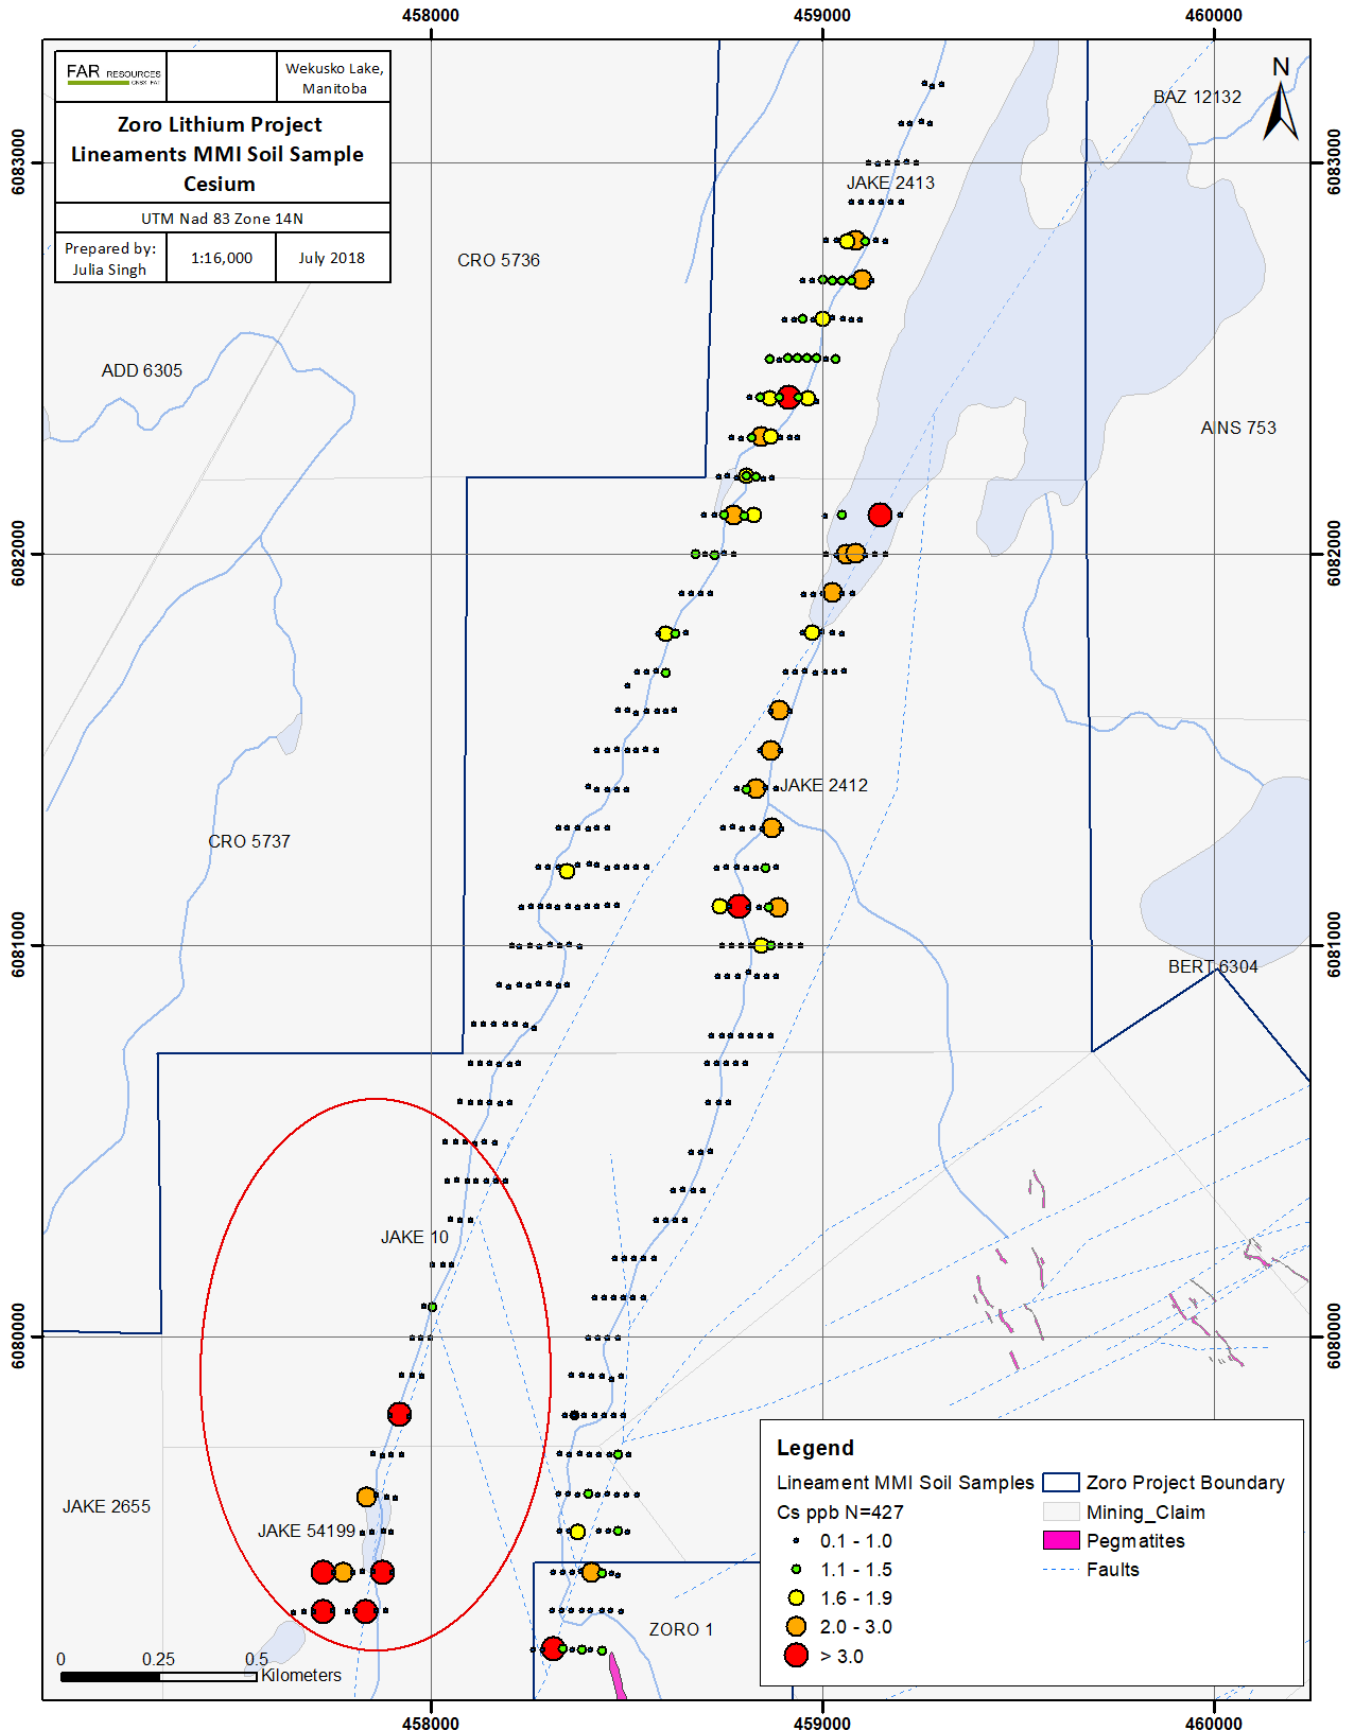 458000
459000
460000
FAR RESOURCES
Wekusko Lake,
Manitoba
Zoro Lithium Project
Lineaments MMI Soil Sample
Cesium
UTM Nad 83 Zone 14N
Prepared by:
Julia Singh
1:16,000
July 2018
N
BAZ 12132
6083000
6083000
JAKE 2413
CRO 5736
ADD 6305
AINS 753
6082000
6082000
JAKE 2412
CRO 5737
6081000
6081000
BERT 6304
JAKE 10
6080000
6080000
JAKE 2655
JAKE 54199
ZORO 1
Legend
Lineament MMI Soil Samples
Cs ppb N=427
0.1 - 1.0
1.1 - 1.5
1.6 - 1.9
2.0 - 3.0
> 3.0
Zoro Project Boundary
Mining_Claim
Pegmatites
Faults
0
0.25
0.5
Kilometers
458000
459000
460000